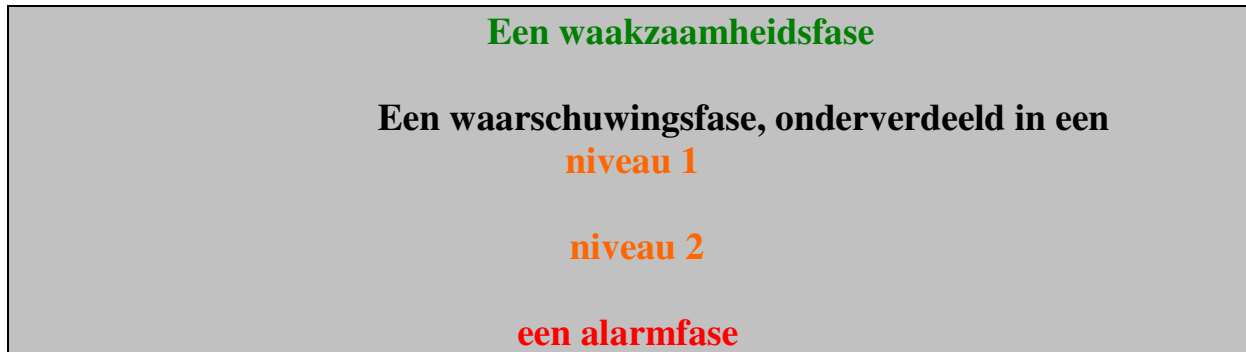 Een waakzaamheidsfase
Een waarschuwingsfase, onderverdeeld in een
niveau 1
niveau 2
een alarmfase